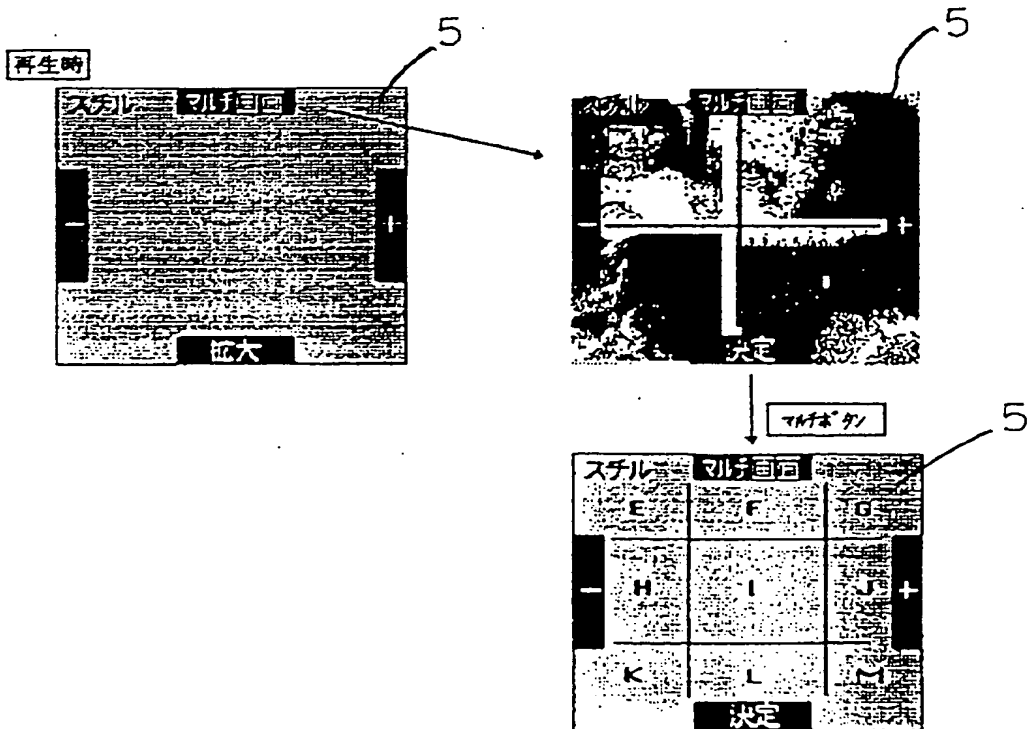 再生時
5
スチル マルチ画面
− +
拡大
5
スチル マルチ画面
− +
決定
マルチボタン
5
スチル マルチ画面
E F G
− H I J +
K L M
決定